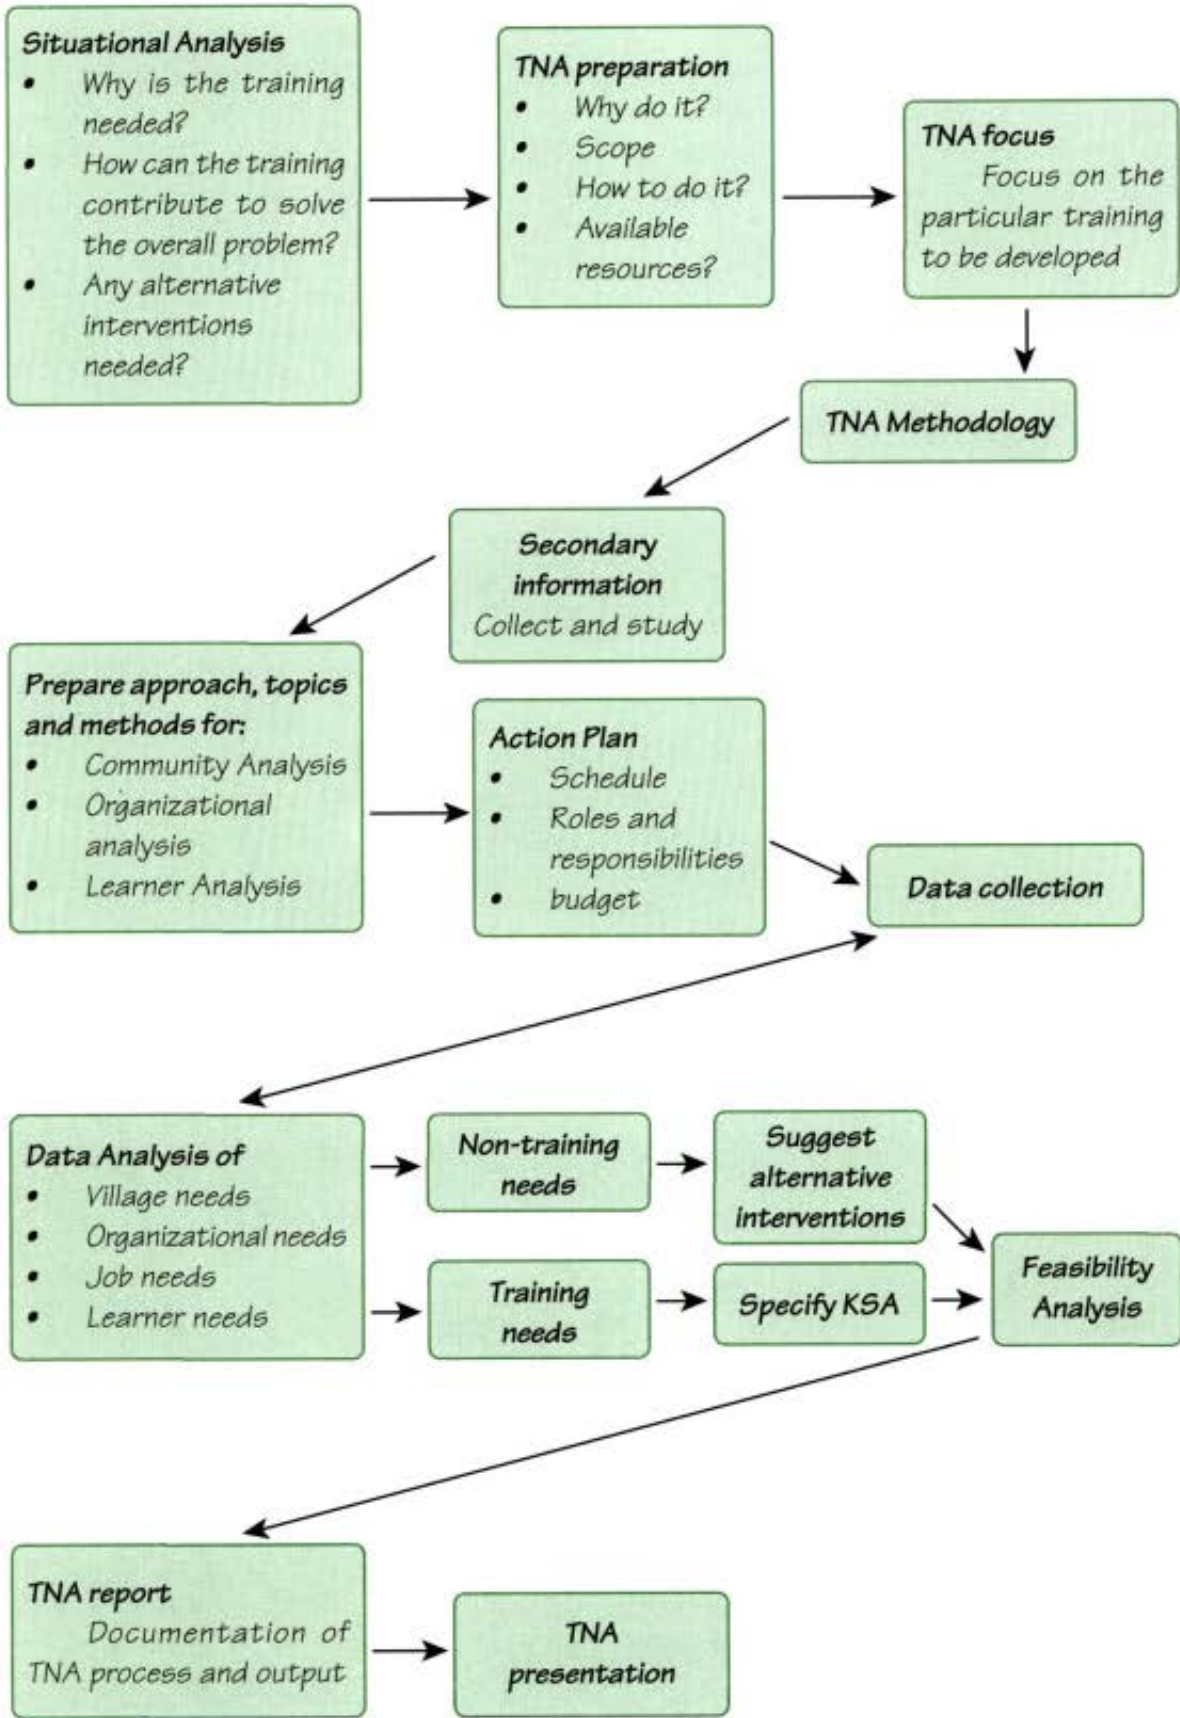 Situational Analysis
• Why is the training
needed?
• How can the training
contribute to solve
the overall problem?
• Any alternative
interventions
needed?
TNA preparation
• Why do it?
• Scope
• How to do it?
• Available
resources?
TNA focus
Focus on the
particular training
to be developed
TNA Methodology
Secondary
information
Collect and study
Prepare approach, topics
and methods for:
• Community Analysis
• Organizational
analysis
• Learner Analysis
Action Plan
• Schedule
• Roles and
responsibilities
• budget
Data collection
Data Analysis of
• Village needs
• Organizational needs
• Job needs
• Learner needs
Non-training
needs
Suggest
alternative
interventions
Training
needs
Specify KSA
Feasibility
Analysis
TNA report
Documentation of
TNA process and output
TNA
presentation